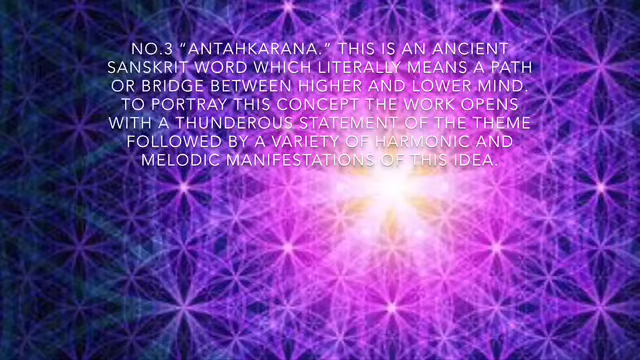 NO.3 “ANTAHKARANA.” THIS IS AN ANCIENT
SANSKRIT WORD WHICH LITERALLY MEANS A PATH
OR BRIDGE BETWEEN HIGHER AND LOWER MIND.
TO PORTRAY THIS CONCEPT THE WORK OPENS
WITH A THUNDEROUS STATEMENT OF THE THEME
FOLLOWED BY A VARIETY OF HARMONIC AND
MELODIC MANIFESTATIONS OF THIS IDEA.